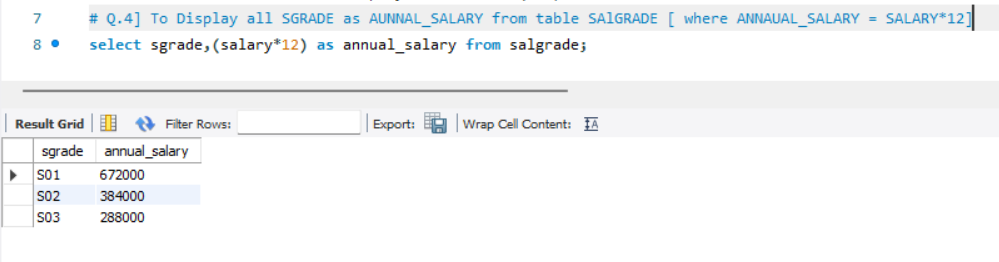 7 # Q.4] To Display all SGRADE as AUNNAL_SALARY from table SAlGRADE [ where ANNAUAL_SALARY = SALARY*12]
8 select sgrade,(salary*12) as annual_salary from salgrade;
Result Grid Filter Rows: Export: Wrap Cell Content: IA
sgrade annual_salary
S01 672000
S02 384000
S03 288000